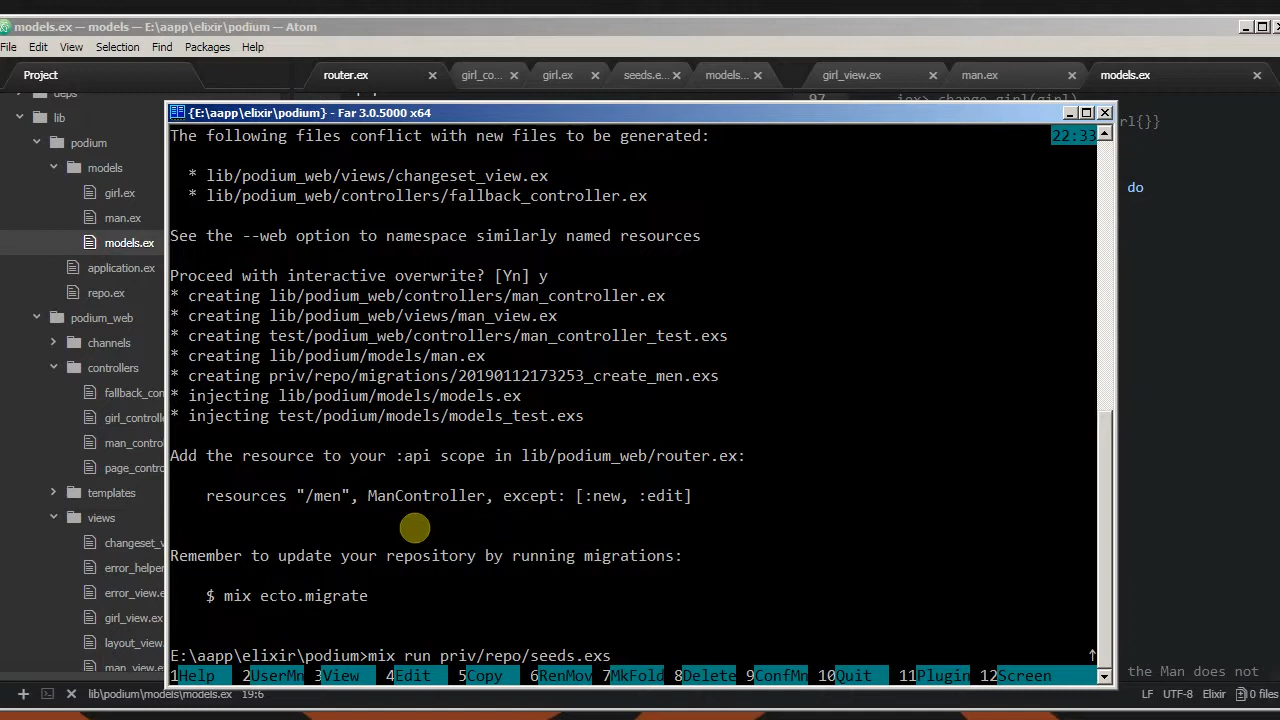 models.ex — models — E:\aapp\elixir\podium — Atom
File Edit View Selection Find Packages Help
Project
router.ex girl_co... girl.ex seeds.e... models... girl_view.ex man.ex models.ex
deps
lib
podium
models
girl.ex
man.ex
models.ex
application.ex
repo.ex
podium_web
channels
controllers
fallback_con
girl_controlle
man_contro
page_contro
templates
views
changeset_v
error_helper
error_view.e
girl_view.ex
layout_view.
man_view.ex
97 iex> change_girl(girl)
rl{}}
do
the Man does not
{E:\aapp\elixir\podium} - Far 3.0.5000 x64
The following files conflict with new files to be generated:
22:33
* lib/podium_web/views/changeset_view.ex
* lib/podium_web/controllers/fallback_controller.ex
See the --web option to namespace similarly named resources
Proceed with interactive overwrite? [Yn] y
* creating lib/podium_web/controllers/man_controller.ex
* creating lib/podium_web/views/man_view.ex
* creating test/podium_web/controllers/man_controller_test.exs
* creating lib/podium/models/man.ex
* creating priv/repo/migrations/20190112173253_create_men.exs
* injecting lib/podium/models/models.ex
* injecting test/podium/models/models_test.exs
Add the resource to your :api scope in lib/podium_web/router.ex:
resources "/men", ManController, except: [:new, :edit]
Remember to update your repository by running migrations:
$ mix ecto.migrate
E:\aapp\elixir\podium>mix run priv/repo/seeds.exs
1Help 2UserMn 3View 4Edit 5Copy 6RenMov 7MkFold 8Delete 9ConfMn 10Quit 11Plugin 12Screen
lib\podium\models\models.ex 19:6 LF UTF-8 Elixir 0 files